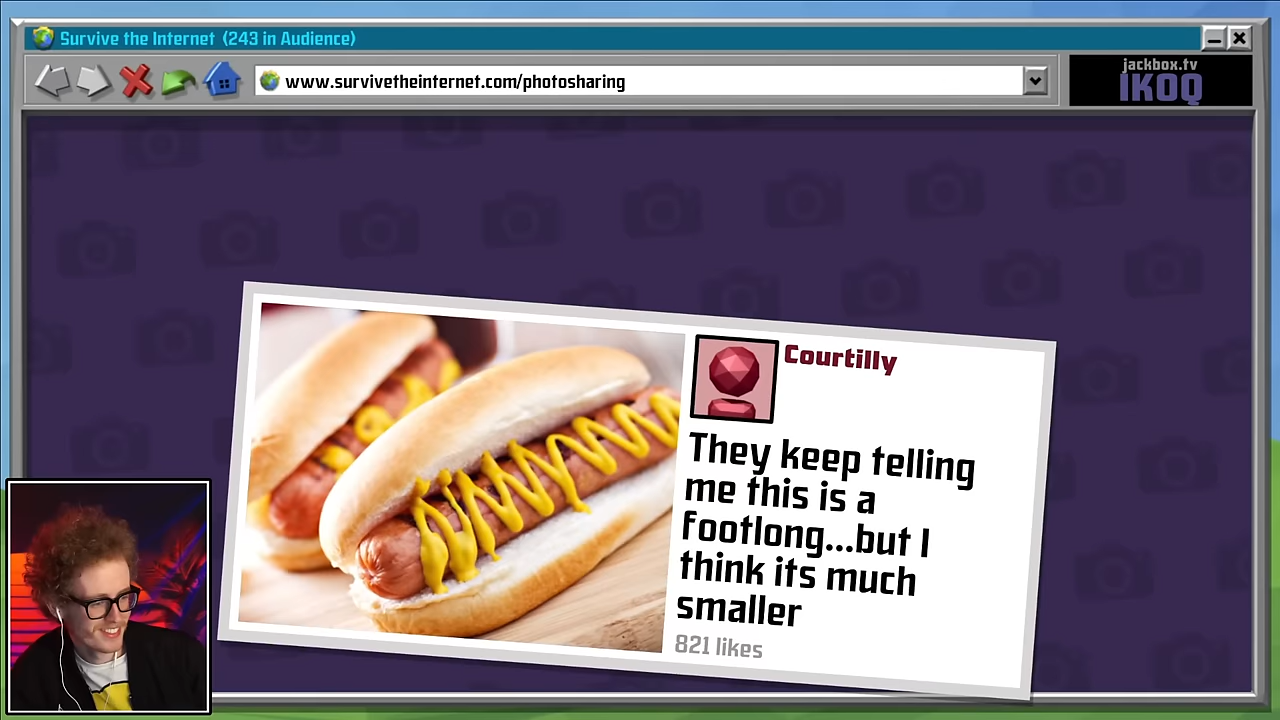 Survive the Internet (243 in Audience)
www.survivetheinternet.com/photosharing
jackbox.tv
IKOQ
Courtilly
They keep telling
me this is a
footlong...but I
think its much
smaller
821 likes